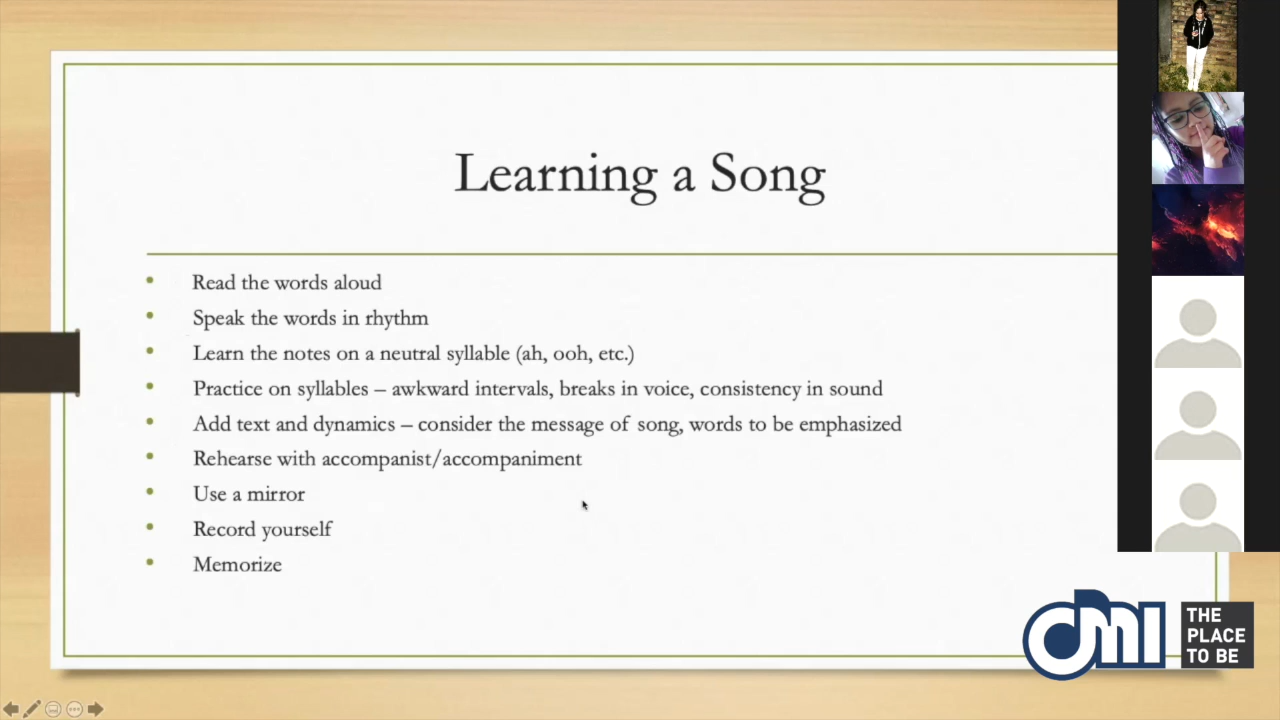 Learning a Song
• Read the words aloud
• Speak the words in rhythm
• Learn the notes on a neutral syllable (ah, ooh, etc.)
• Practice on syllables – awkward intervals, breaks in voice, consistency in sound
• Add text and dynamics – consider the message of song, words to be emphasized
• Rehearse with accompanist/accompaniment
• Use a mirror
• Record yourself
• Memorize
dmi
THE
PLACE
TO BE